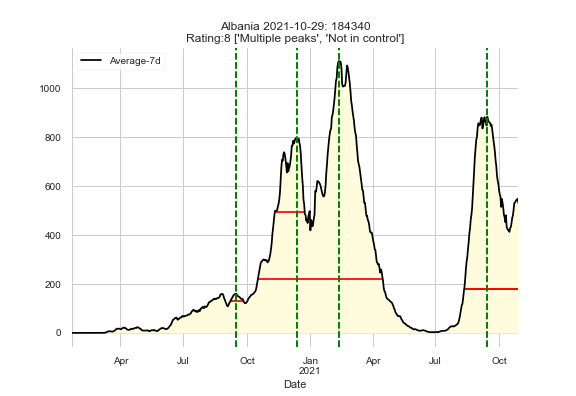 Albania 2021-10-29: 184340
Rating:8 ['Multiple peaks', 'Not in control']
Average-7d
1000
800
600
400
200
0
Apr Jul Oct Jan Apr Jul Oct
2021
Date